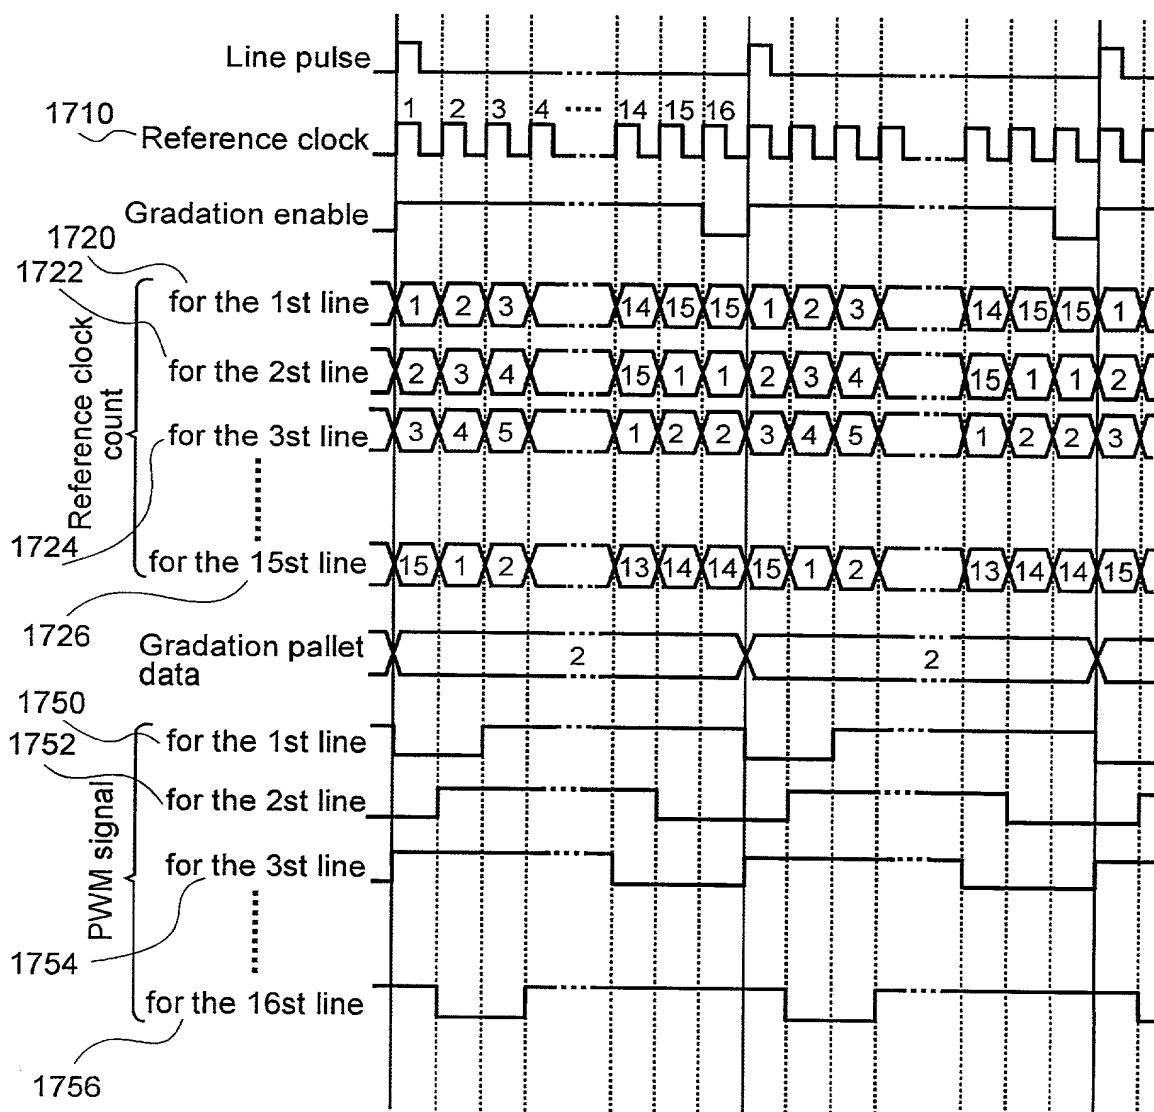 Line pulse
1710
1 2 3 4 14 15 16
Reference clock
Gradation enable
1720
1722
Reference clock count
for the 1st line 1 2 3 14 15 15 1 2 3 14 15 15 1
for the 2st line 2 3 4 15 1 1 2 3 4 15 1 1 2
for the 3st line 3 4 5 1 2 2 3 4 5 1 2 2 3
1724
for the 15st line 15 1 2 13 14 14 15 1 2 13 14 14 15
1726
Gradation pallet
data
2 2
1750
1752
PWM signal
for the 1st line
for the 2st line
for the 3st line
1754
for the 16st line
1756